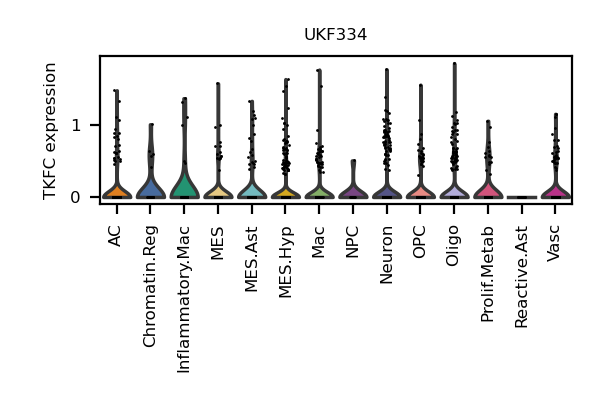 UKF334
TKFC expression
1
0
AC
Chromatin.Reg
Inflammatory.Mac
MES
MES.Ast
MES.Hyp
Mac
NPC
Neuron
OPC
Oligo
Prolif.Metab
Reactive.Ast
Vasc